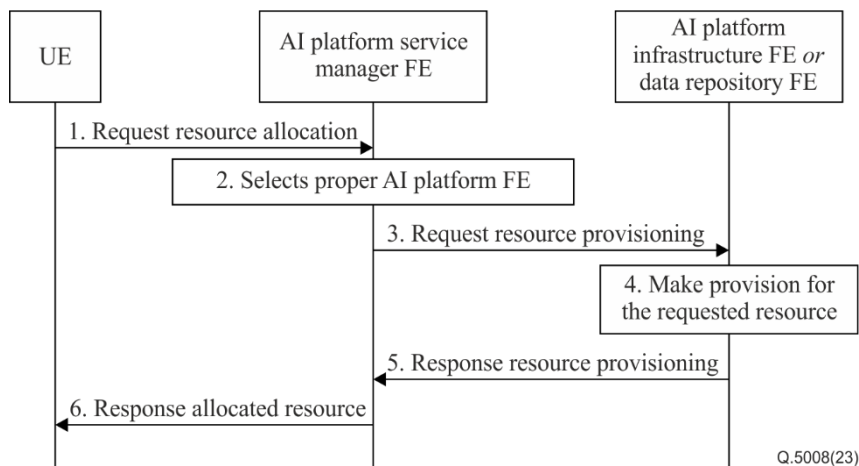 UE
AI platform service
manager FE
AI platform
infrastructure FE or
data repository FE
1. Request resource allocation
2. Selects proper AI platform FE
3. Request resource provisioning
4. Make provision for
the requested resource
5. Response resource provisioning
6. Response allocated resource
Q.5008(23)